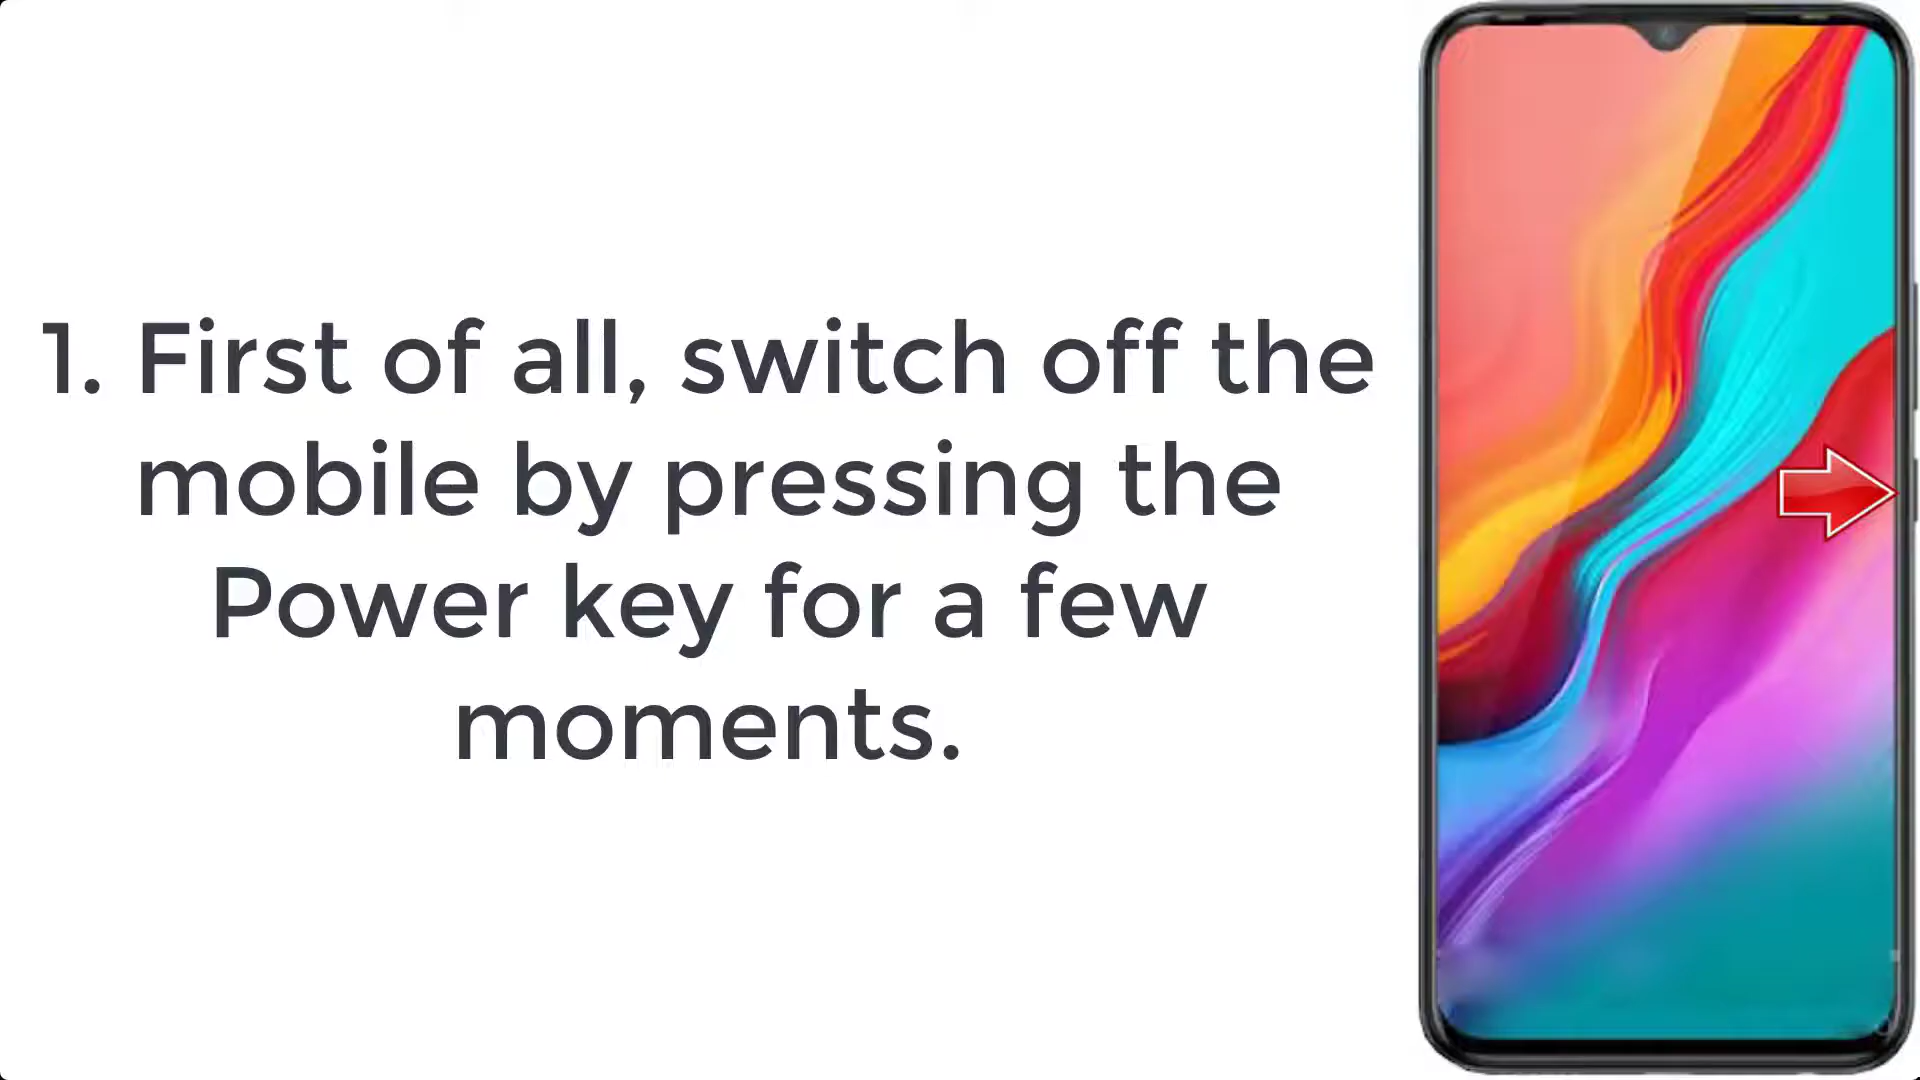 1. First of all, switch off the
mobile by pressing the
Power key for a few
moments.